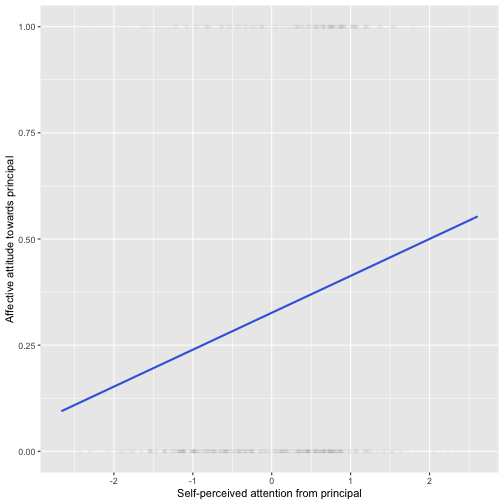 1.00
0.75
0.50
0.25
0.00
-2 -1 0 1 2
Self-perceived attention from principal
Affective attitude towards principal